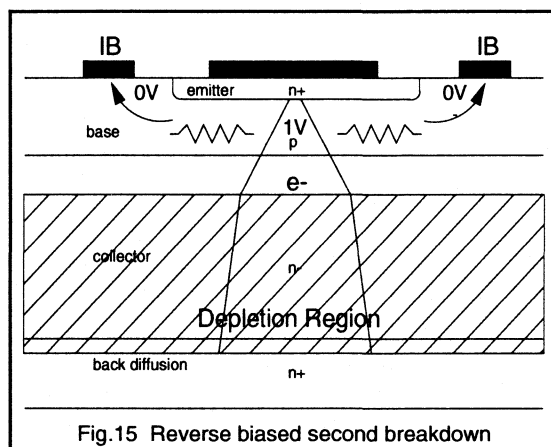 IB IB
0V emitter n+ 0V
base 1V
p
e-
collector
n-
Depletion Region
back diffusion n+
Fig.15 Reverse biased second breakdown